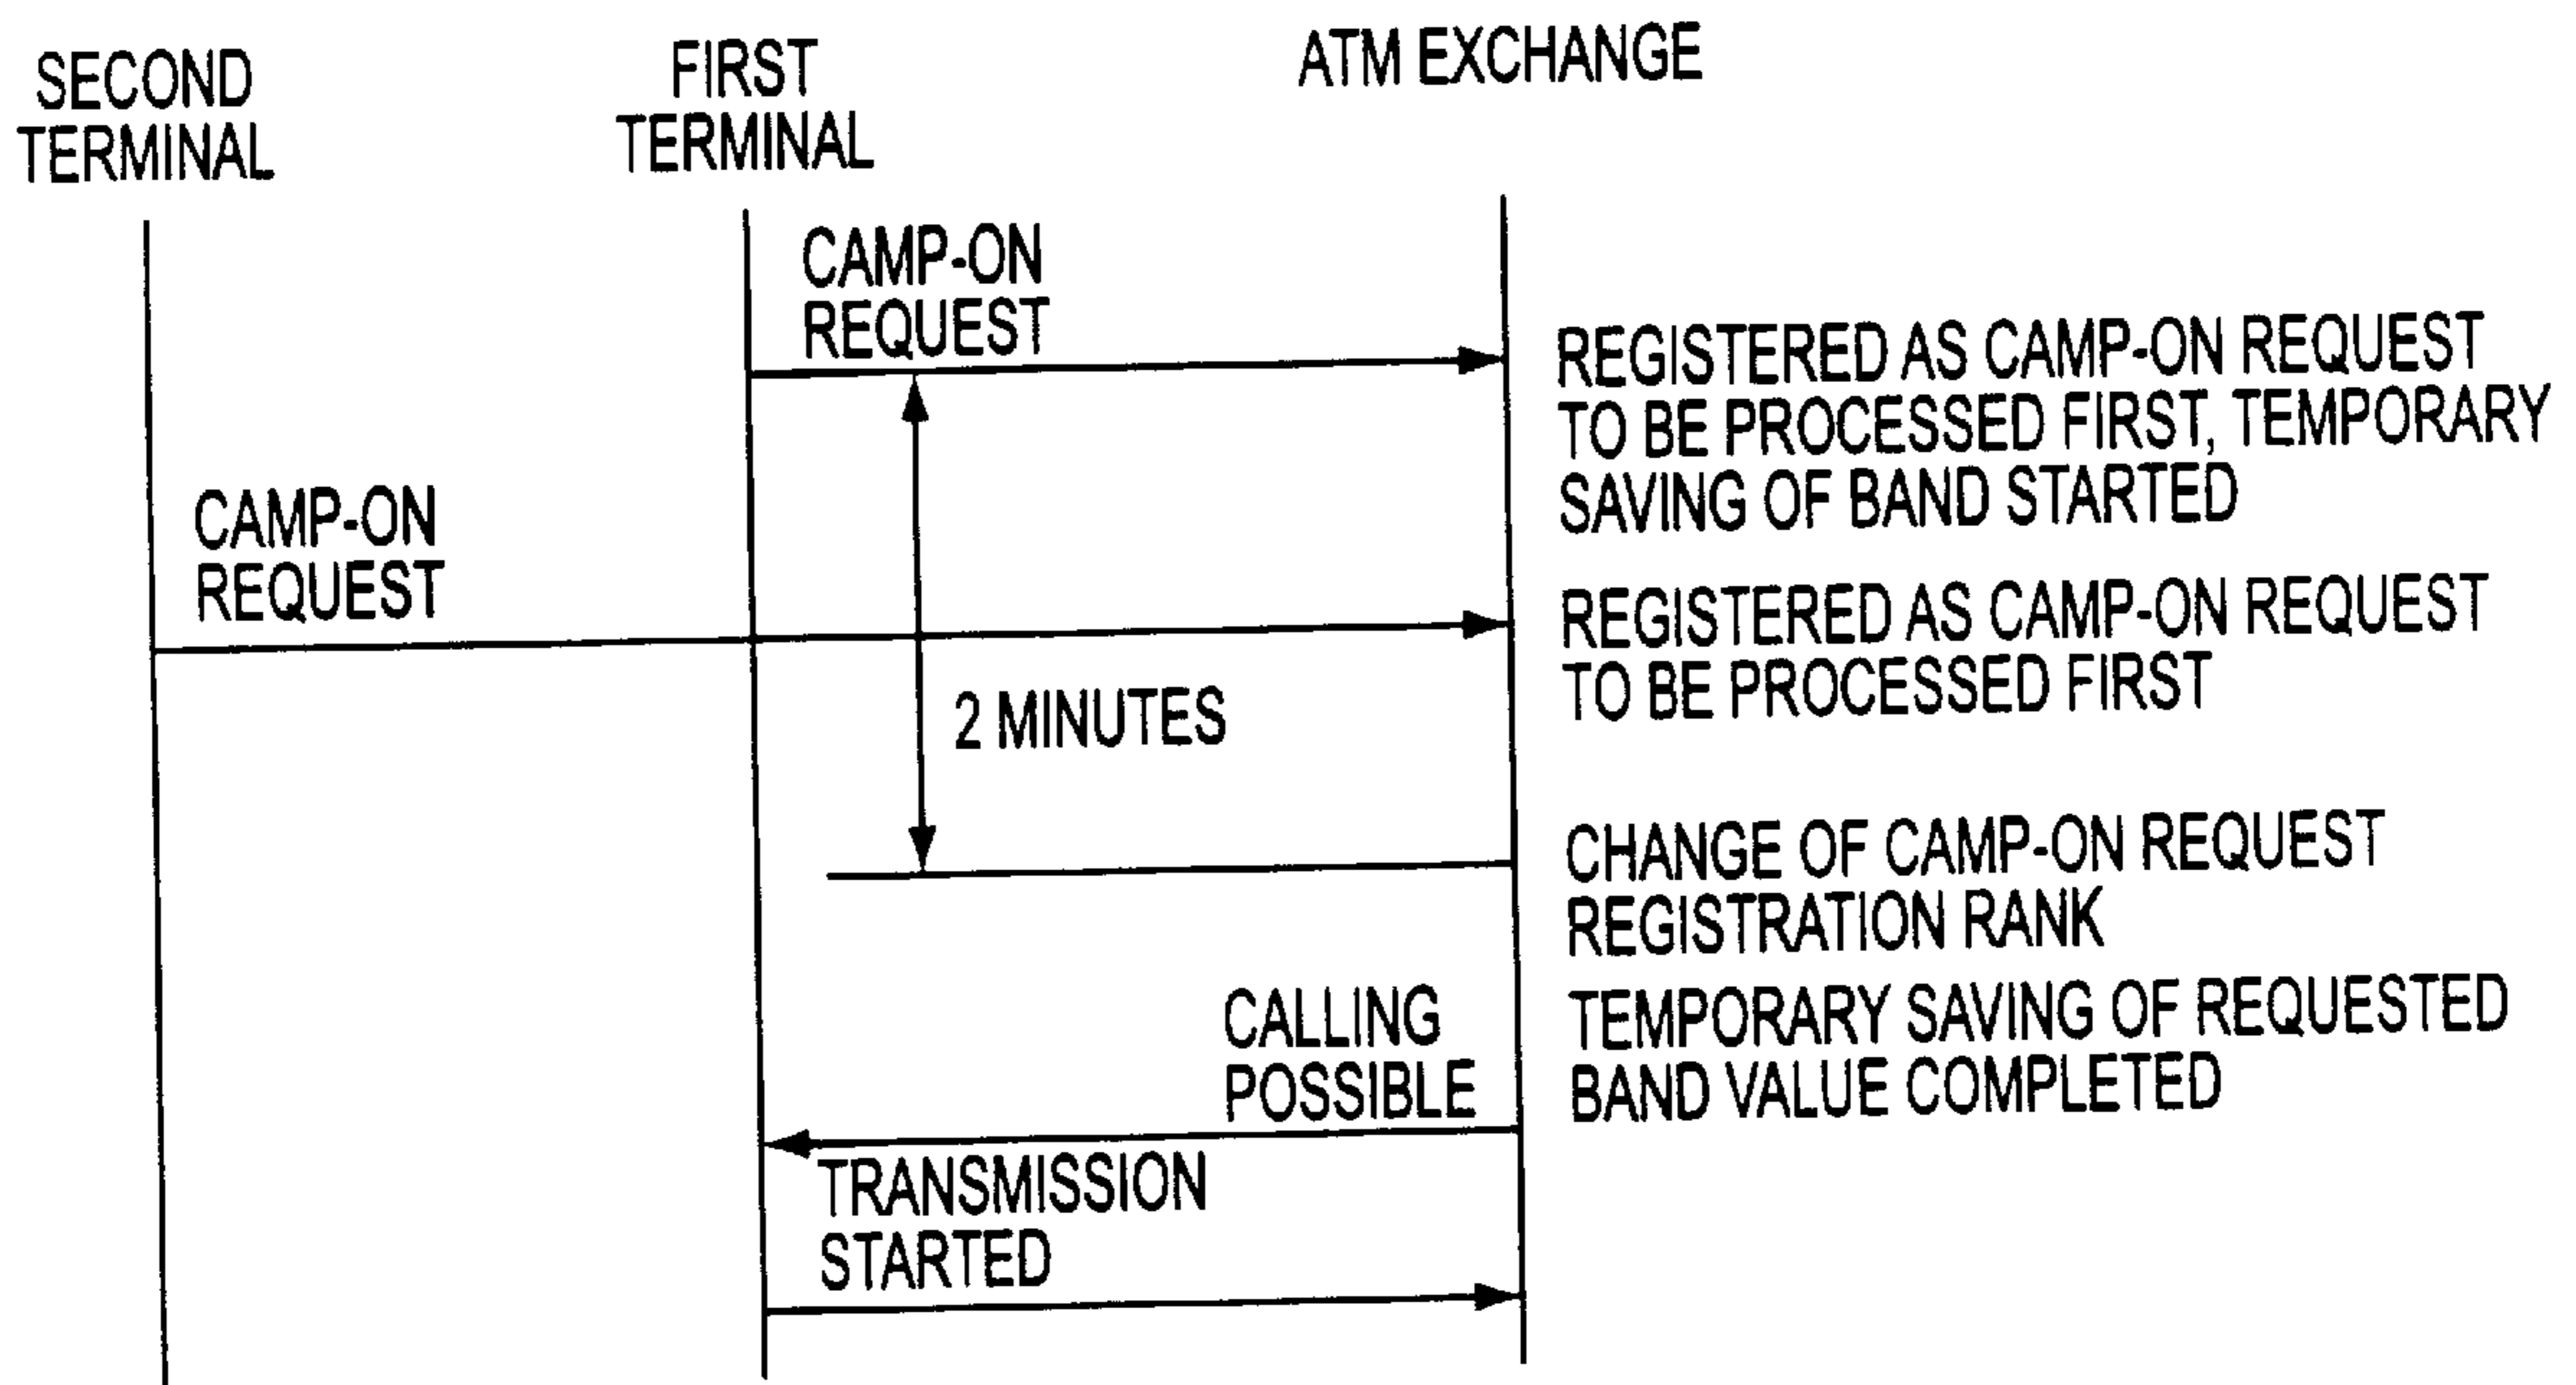 SECOND
TERMINAL
FIRST
TERMINAL
ATM EXCHANGE
CAMP-ON
REQUEST
REGISTERED AS CAMP-ON REQUEST
TO BE PROCESSED FIRST, TEMPORARY
SAVING OF BAND STARTED
CAMP-ON
REQUEST
REGISTERED AS CAMP-ON REQUEST
TO BE PROCESSED FIRST
2 MINUTES
CHANGE OF CAMP-ON REQUEST
REGISTRATION RANK
CALLING
POSSIBLE
TEMPORARY SAVING OF REQUESTED
BAND VALUE COMPLETED
TRANSMISSION
STARTED